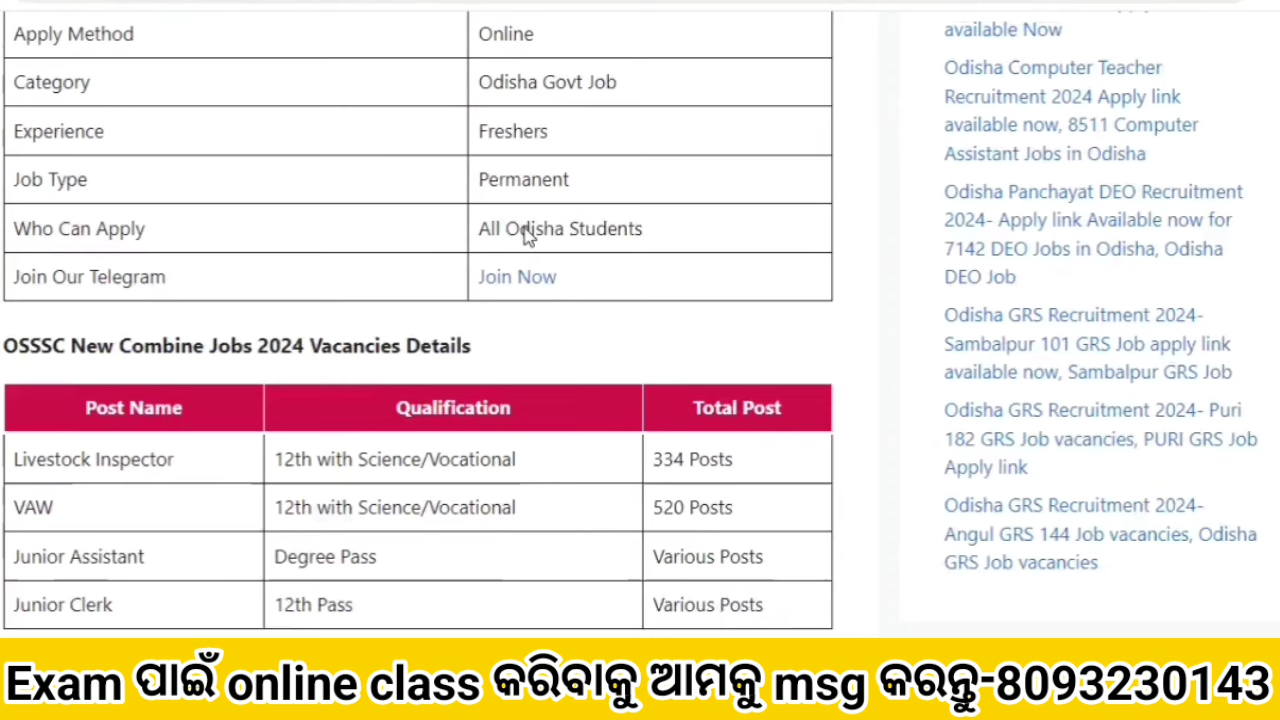 Apply Method Online
Category Odisha Govt Job
Experience Freshers
Job Type Permanent
Who Can Apply All Odisha Students
Join Our Telegram Join Now
OSSSC New Combine Jobs 2024 Vacancies Details
Post Name Qualification Total Post
Livestock Inspector 12th with Science/Vocational 334 Posts
VAW 12th with Science/Vocational 520 Posts
Junior Assistant Degree Pass Various Posts
Junior Clerk 12th Pass Various Posts
available Now
Odisha Computer Teacher
Recruitment 2024 Apply link
available now, 8511 Computer
Assistant Jobs in Odisha
Odisha Panchayat DEO Recruitment
2024- Apply link Available now for
7142 DEO Jobs in Odisha, Odisha
DEO Job
Odisha GRS Recruitment 2024-
Sambalpur 101 GRS Job apply link
available now, Sambalpur GRS Job
Odisha GRS Recruitment 2024- Puri
182 GRS Job vacancies, PURI GRS Job
Apply link
Odisha GRS Recruitment 2024-
Angul GRS 144 Job vacancies, Odisha
GRS Job vacancies
Exam ପାଇଁ online class କରିବାକୁ ଆମକୁ msg କରନ୍ତୁ-8093230143